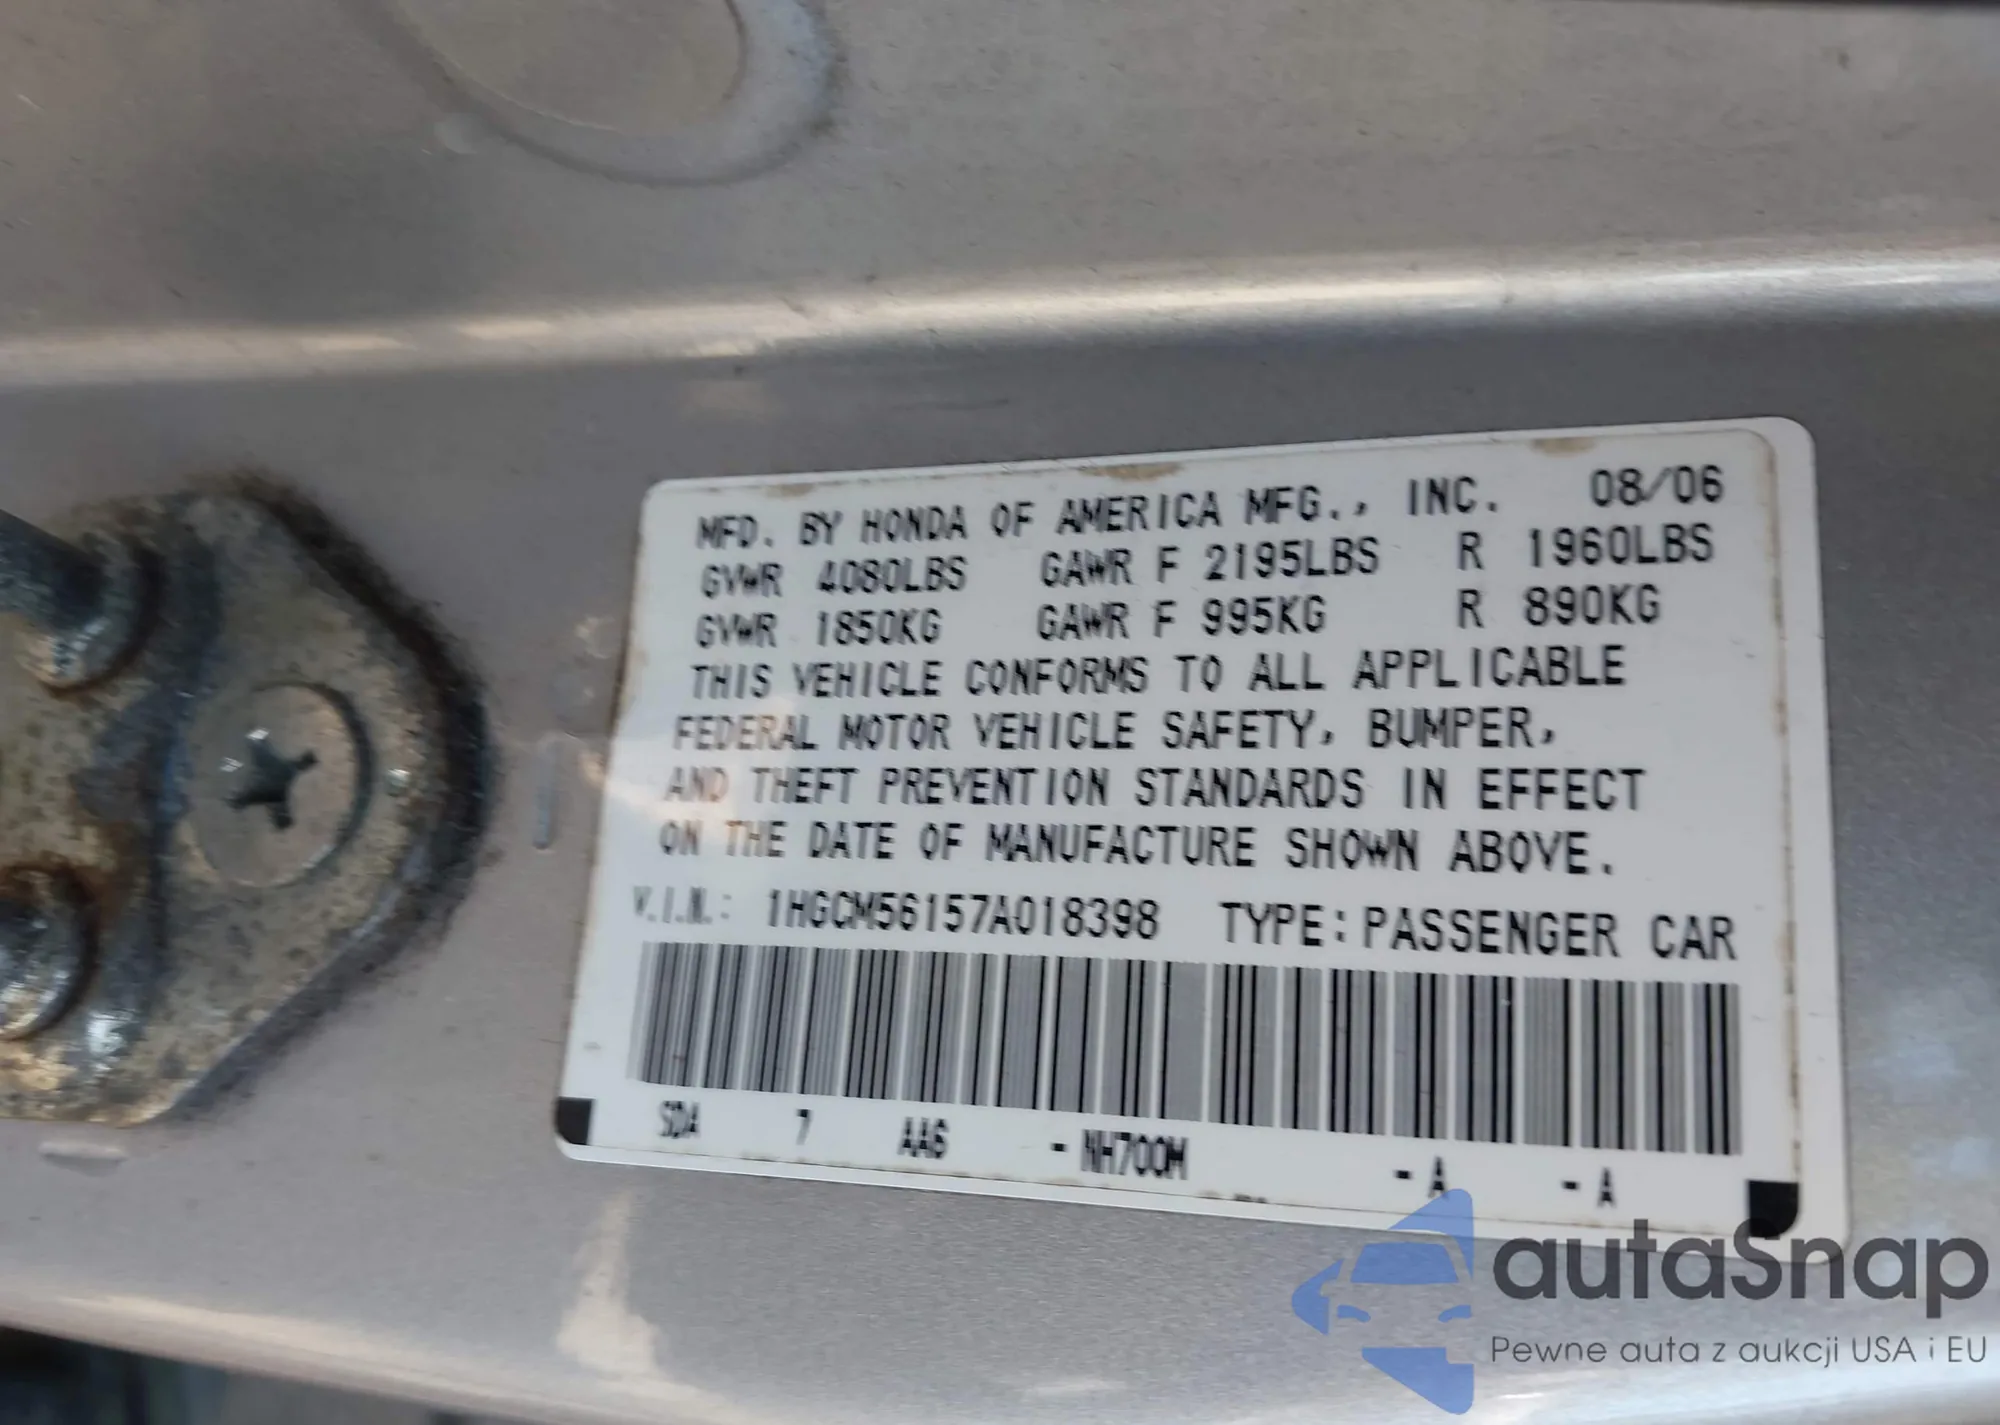 MFD. BY HONDA OF AMERICA MFG., INC. 08/06
GVWR 4080LBS GAWR F 2195LBS R 1960LBS
GVWR 1850KG GAWR F 995KG R 890KG
THIS VEHICLE CONFORMS TO ALL APPLICABLE
FEDERAL MOTOR VEHICLE SAFETY, BUMPER,
AND THEFT PREVENTION STANDARDS IN EFFECT
ON THE DATE OF MANUFACTURE SHOWN ABOVE.
V.I.N.: 1HGCM56157A018398 TYPE: PASSENGER CAR
SDA 7 AA6 - NH700M - A - A
autaSnap
Pewne auta z aukcji USA i EU